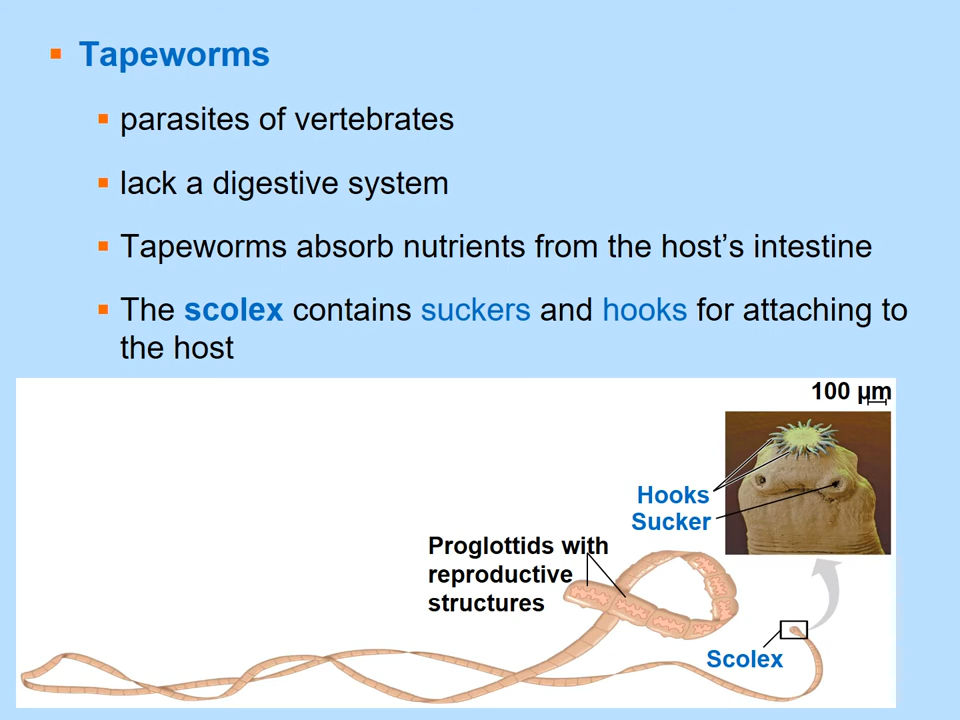 Tapeworms
parasites of vertebrates
lack a digestive system
Tapeworms absorb nutrients from the host’s intestine
The scolex contains suckers and hooks for attaching to
the host
100 µm
Hooks
Sucker
Proglottids with
reproductive
structures
Scolex